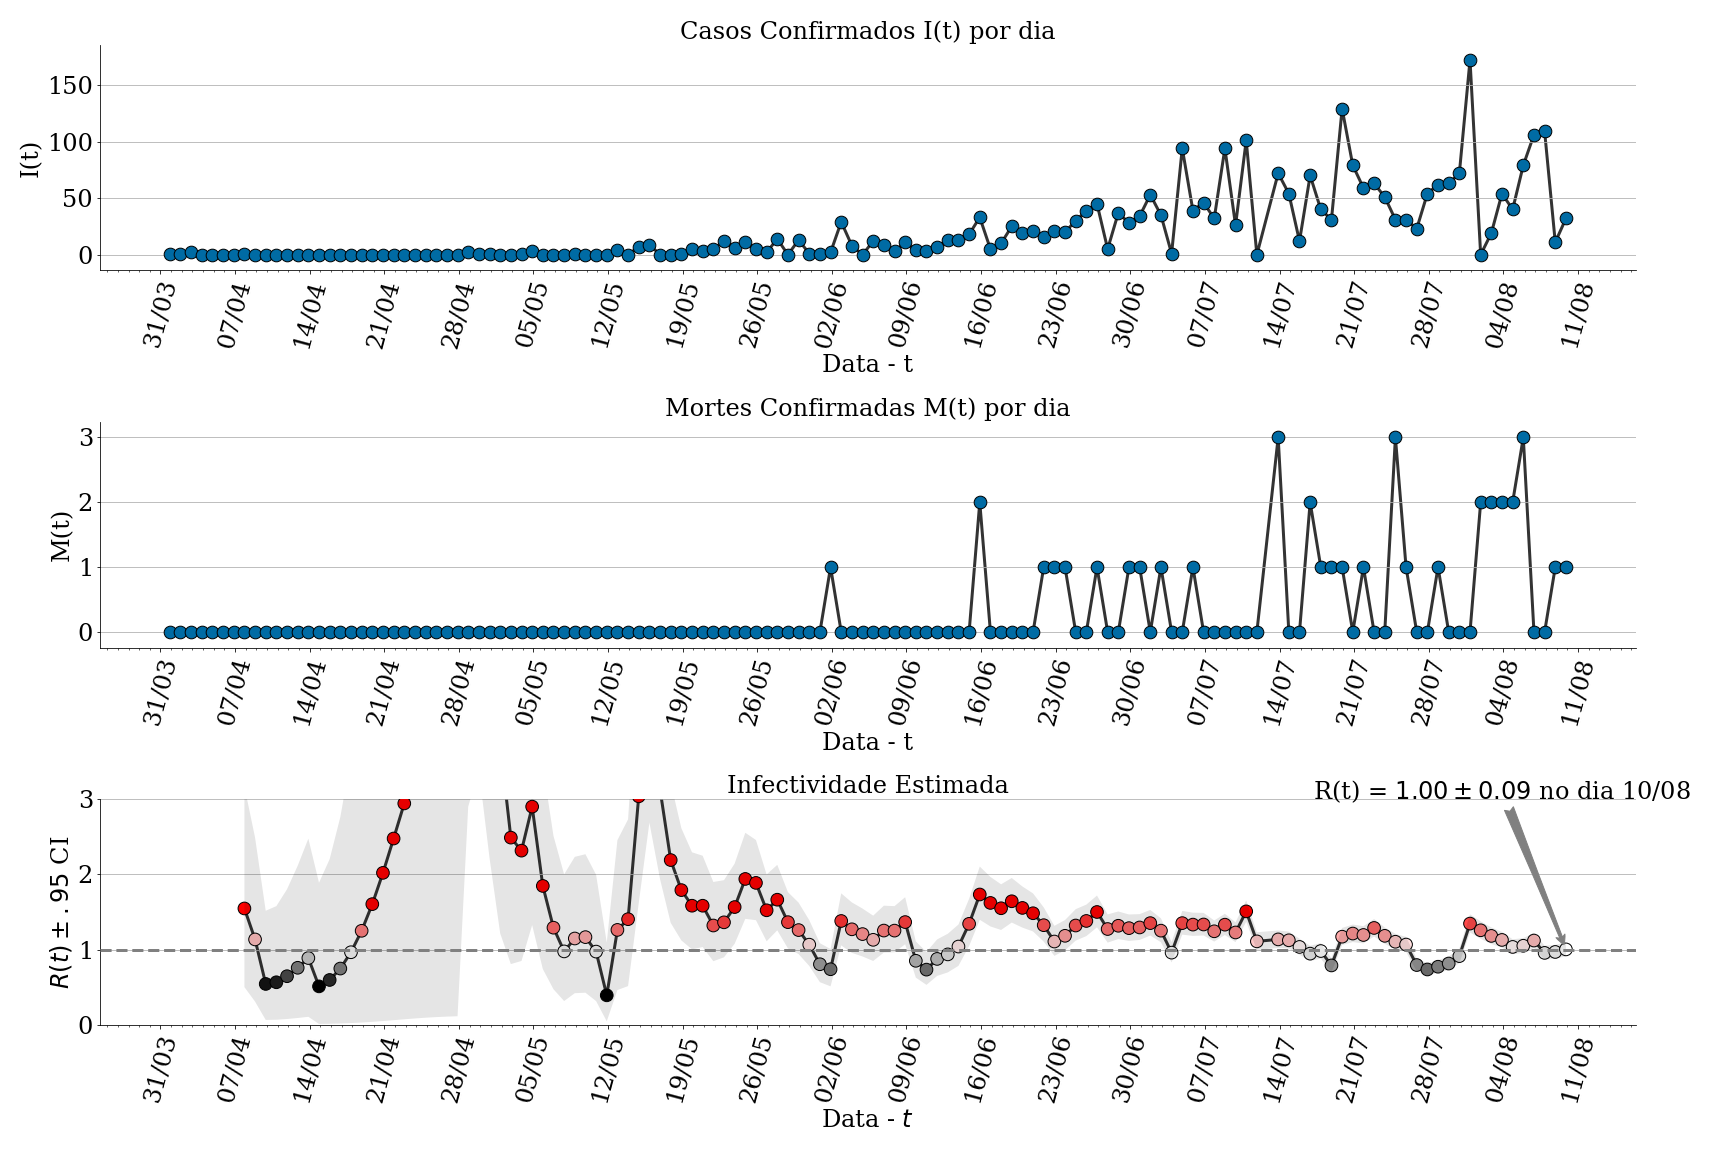 Casos Confirmados I(t) por dia
I(t)
150
100
50
0
31/03 07/04 14/04 21/04 28/04 05/05 12/05 19/05 26/05 02/06 09/06 16/06 23/06 30/06 07/07 14/07 21/07 28/07 04/08 11/08
Data - t
Mortes Confirmadas M(t) por dia
M(t)
3
2
1
0
31/03 07/04 14/04 21/04 28/04 05/05 12/05 19/05 26/05 02/06 09/06 16/06 23/06 30/06 07/07 14/07 21/07 28/07 04/08 11/08
Data - t
Infectividade Estimada
R(t) = 1.00 ± 0.09 no dia 10/08
R(t) ± .95 CI
3
2
1
0
31/03 07/04 14/04 21/04 28/04 05/05 12/05 19/05 26/05 02/06 09/06 16/06 23/06 30/06 07/07 14/07 21/07 28/07 04/08 11/08
Data - t